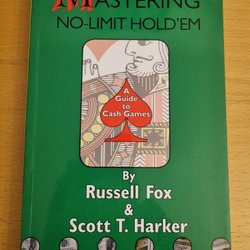 MASTERING
NO-LIMIT HOLD'EM
A
Guide
to
Cash Games
By
Russell Fox
&
Scott T. Harker